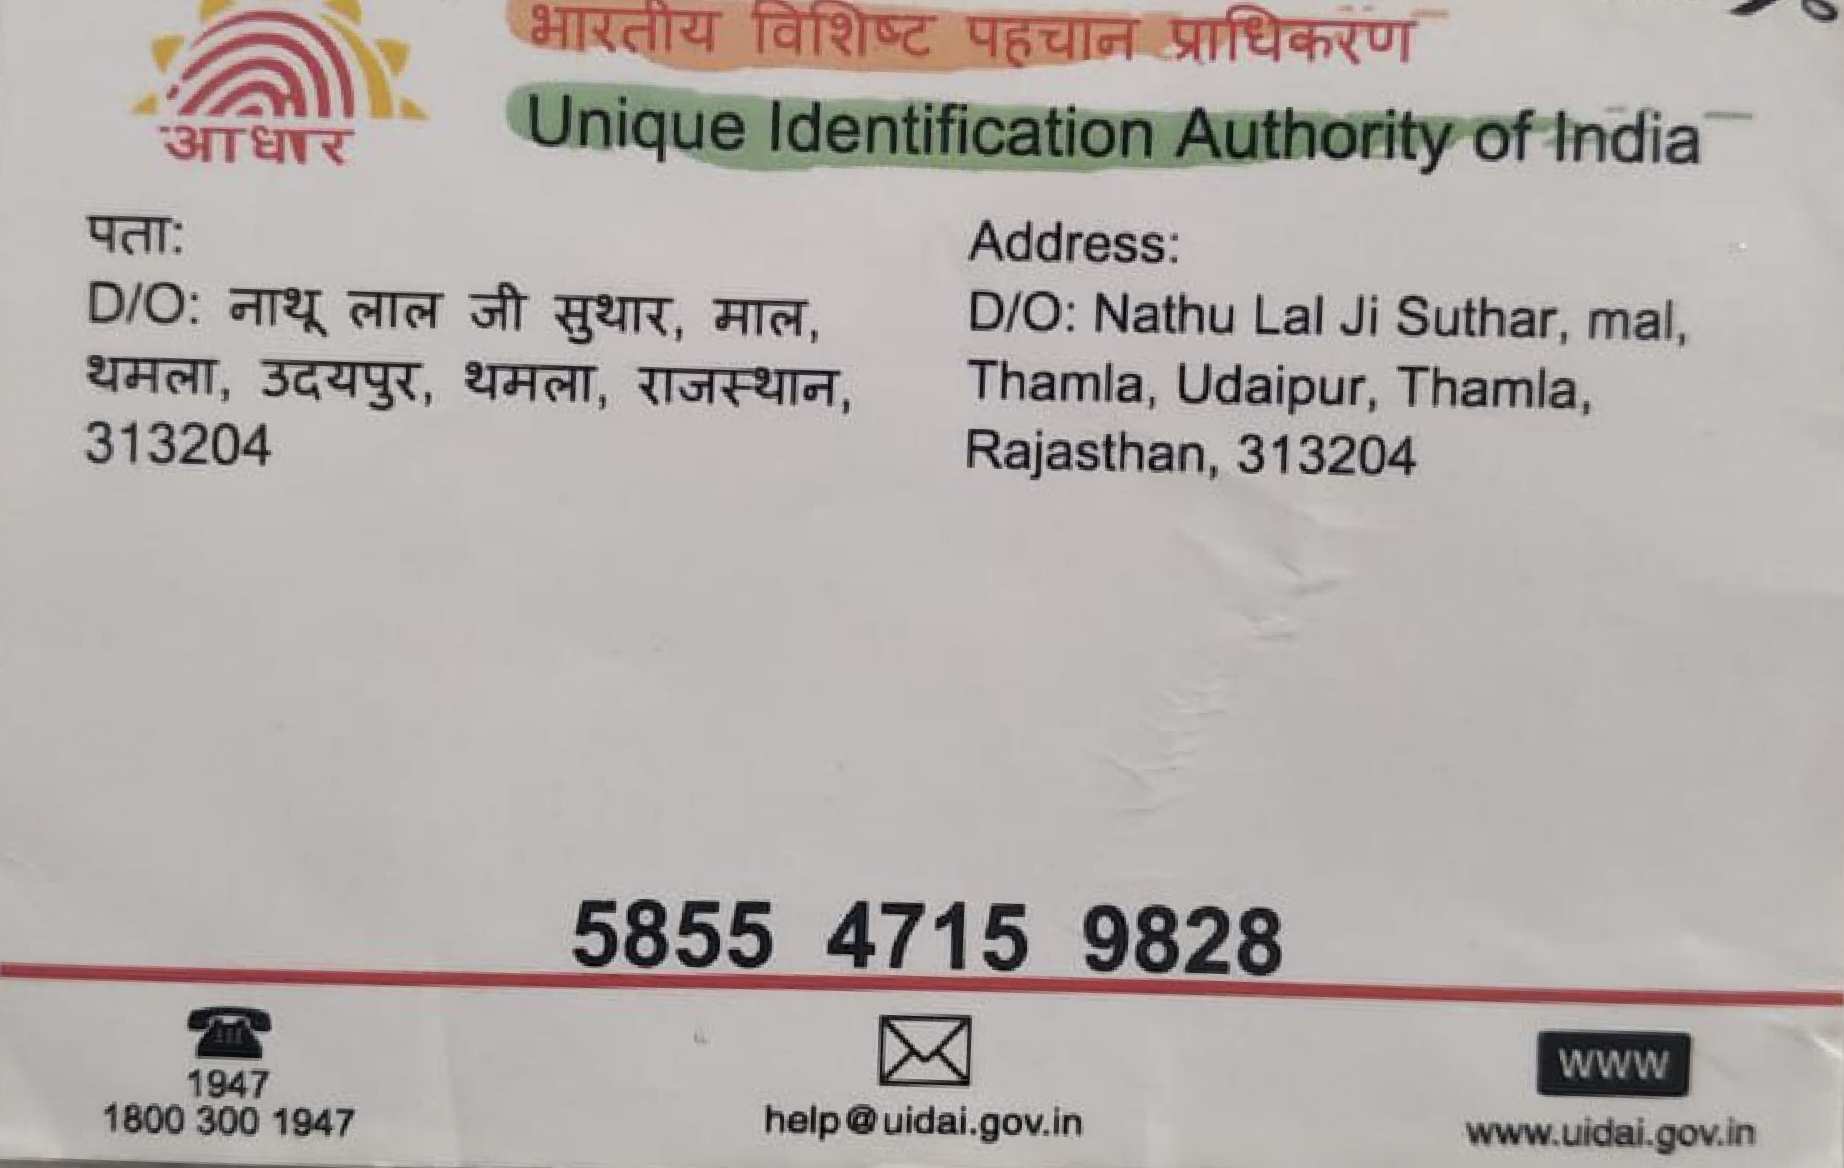 भारतीय विशिष्ट पहचान प्राधिकरण
Unique Identification Authority of India
आधार
पता:
D/O: नाथू लाल जी सुथार, माल,
थमला, उदयपुर, थमला, राजस्थान,
313204
Address:
D/O: Nathu Lal Ji Suthar, mal,
Thamla, Udaipur, Thamla,
Rajasthan, 313204
5855 4715 9828
1947
1800 300 1947
help@uidai.gov.in
WWW
www.uidai.gov.in